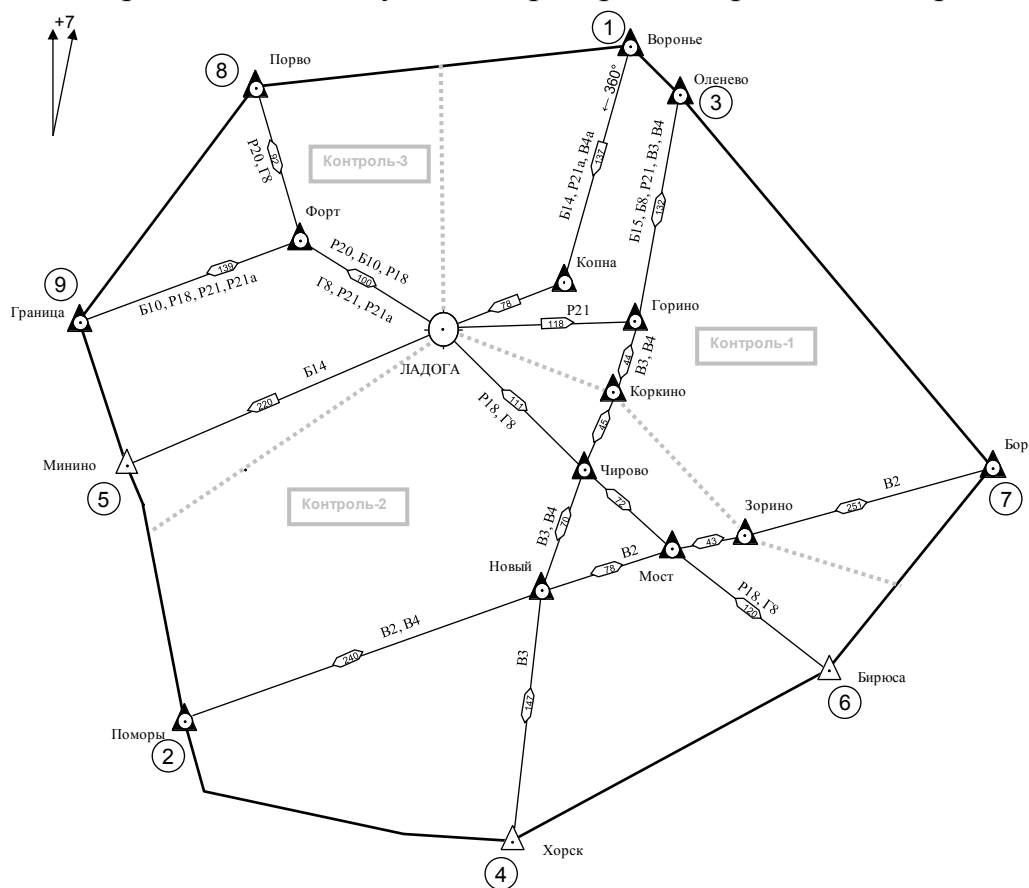 +7
1
Воронье
8
Порво
Оленево
3
← 360°
Контроль-3
Р20, Г8
92
Б14, Р21а, В4а
137
Б15, Б8, Р21, В3, В4
132
Форт
Р20, Б10, Р18
100
Г8, Р21, Р21а
Копна
78
9
Граница
139
Б10, Р18, Р21, Р21а
Р21
118
Горино
Контроль-1
ЛАДОГА
44
В3, В4
Б14
220
Р18, Г8
111
Коркино
45
Минино
5
Чирово
Бор
7
Контроль-2
72
В2
251
Зорино
В3, В4
70
43
Новый
В2
78
Мост
Р18, Г8
120
В2, В4
240
В3
147
Бирюса
6
Поморы
2
Хорск
4